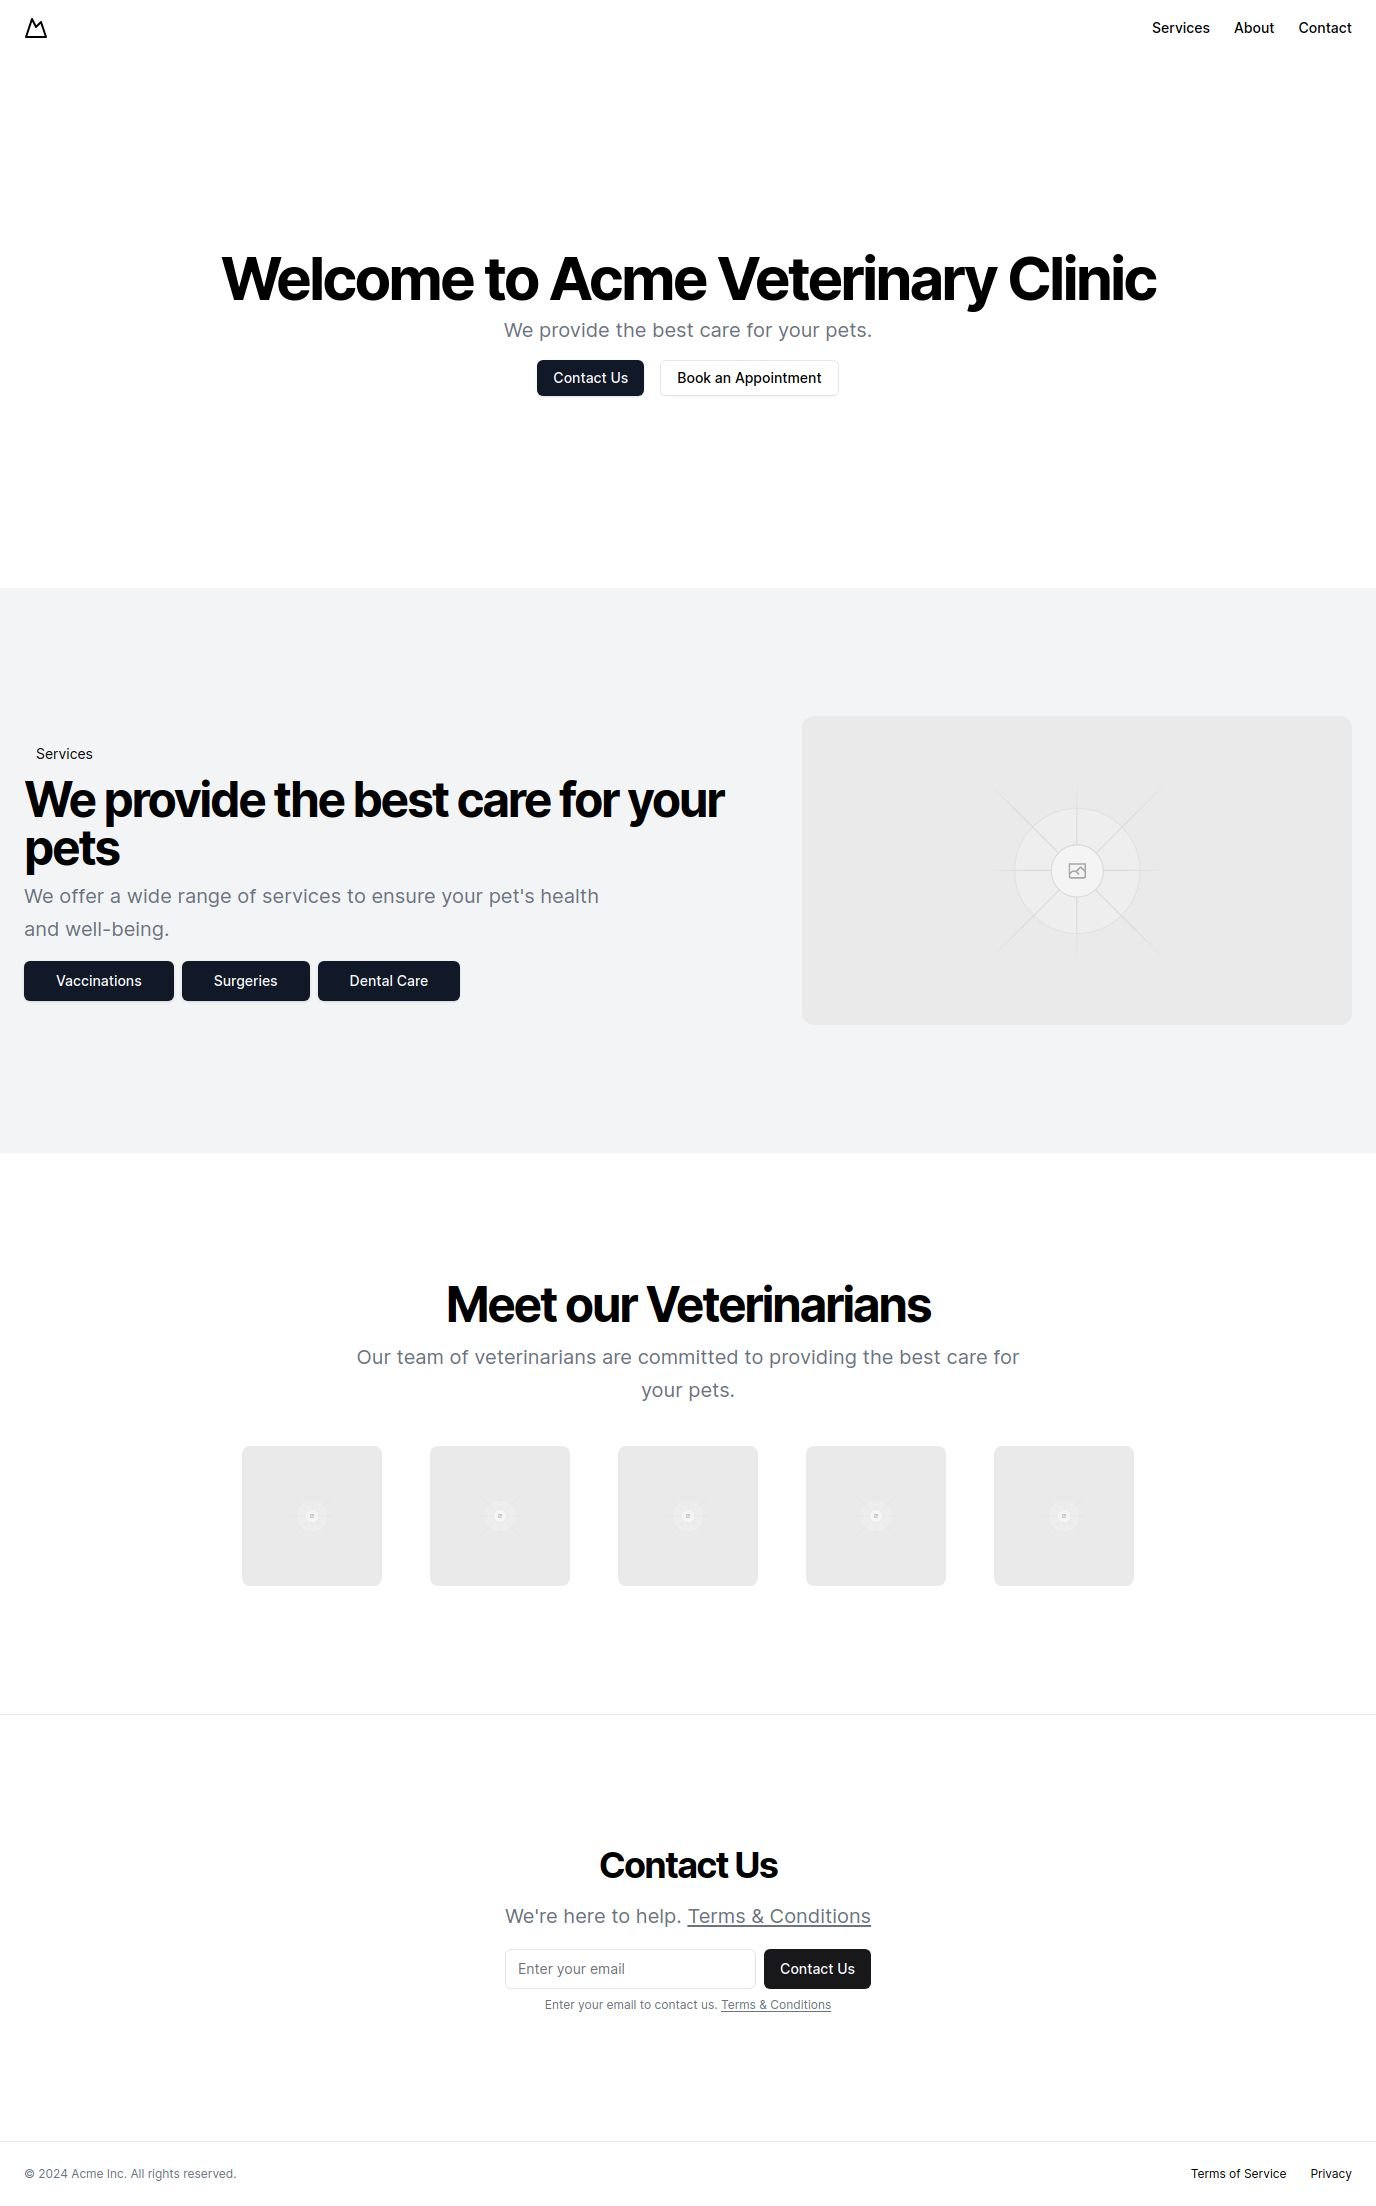 Services About Contact
Welcome to Acme Veterinary Clinic
We provide the best care for your pets.
Contact Us Book an Appointment
Services
We provide the best care for your
pets
We offer a wide range of services to ensure your pet's health
and well-being.
Vaccinations Surgeries Dental Care
Meet our Veterinarians
Our team of veterinarians are committed to providing the best care for
your pets.
Contact Us
We're here to help. Terms & Conditions
Enter your email Contact Us
Enter your email to contact us. Terms & Conditions
© 2024 Acme Inc. All rights reserved. Terms of Service Privacy